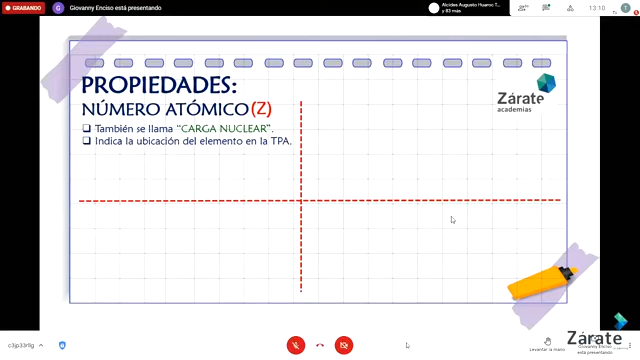 GRABANDO
G
Giovanny Enciso está presentando
Alcides Augusto Huaroc T...
y 83 más
13:10
PROPIEDADES:
NÚMERO ATÓMICO (Z)
También se llama “CARGA NUCLEAR”.
Indica la ubicación del elemento en la TPA.
Zárate
academias
c3jp33rllg
Levantar la mano
Giovanny Enciso
está presentando
Zárate